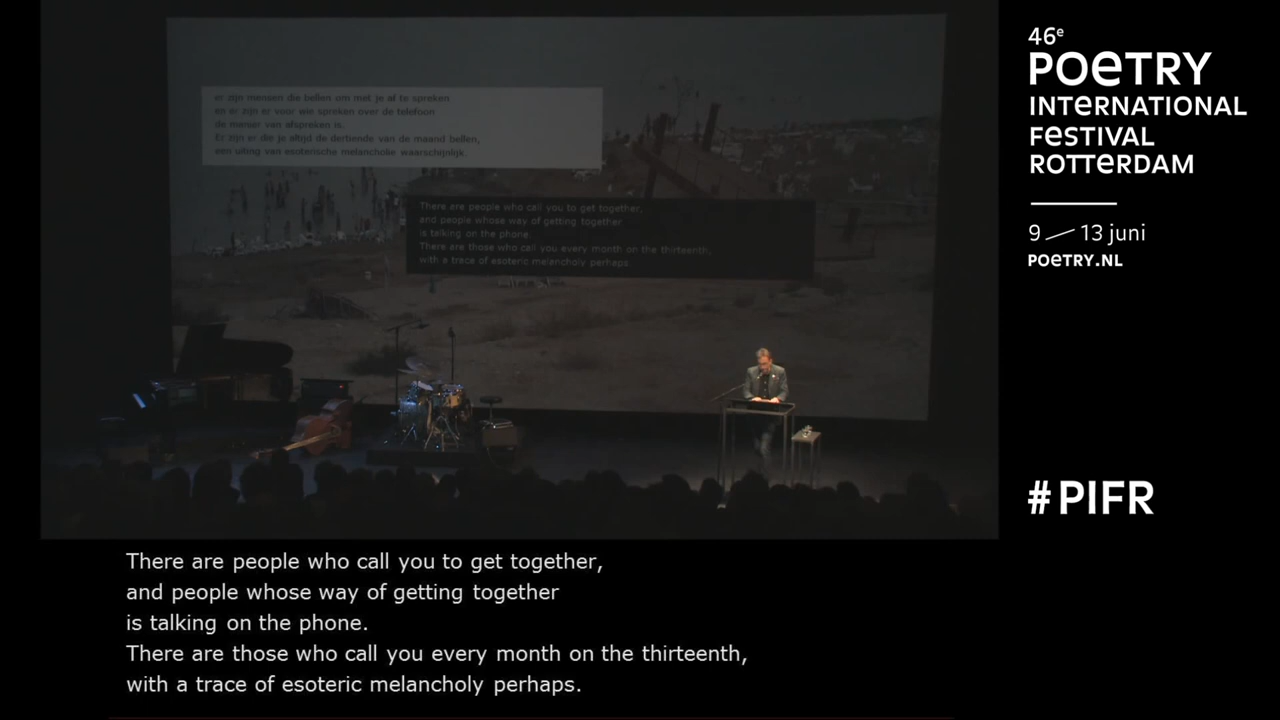 er zijn mensen die bellen om met je af te spreken
en er zijn er voor wie spreken over de telefoon
de manier van afspreken is.
Er zijn er die je altijd de dertiende van de maand bellen,
een uiting van esoterische melancholie waarschijnlijk.
There are people who call you to get together,
and people whose way of getting together
is talking on the phone.
There are those who call you every month on the thirteenth,
with a trace of esoteric melancholy perhaps.
46e
POeTRY
INTeRNATIONAL
FeSTIVAL
ROTTeRDAM
9 — 13 juni
POeTRY.NL
#PIFR
There are people who call you to get together,
and people whose way of getting together
is talking on the phone.
There are those who call you every month on the thirteenth,
with a trace of esoteric melancholy perhaps.